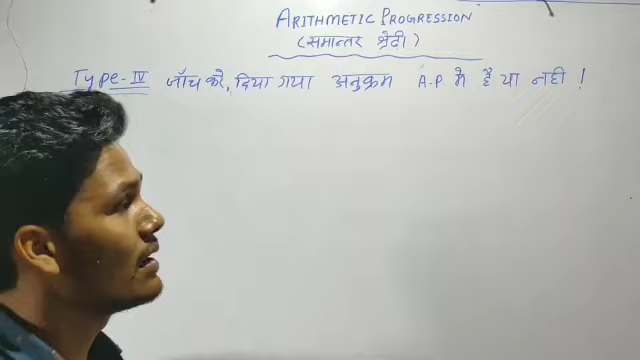 ARITHMETIC PROGRESSION
(समान्तर श्रेढी)
Type-IV जाँच करे, दिया गया अनुक्रम A.P. मे है या नही !